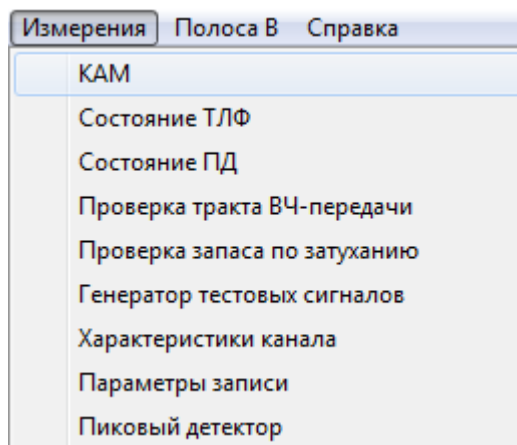 Измерения Полоса В Справка
КАМ
Состояние ТЛФ
Состояние ПД
Проверка тракта ВЧ-передачи
Проверка запаса по затуханию
Генератор тестовых сигналов
Характеристики канала
Параметры записи
Пиковый детектор